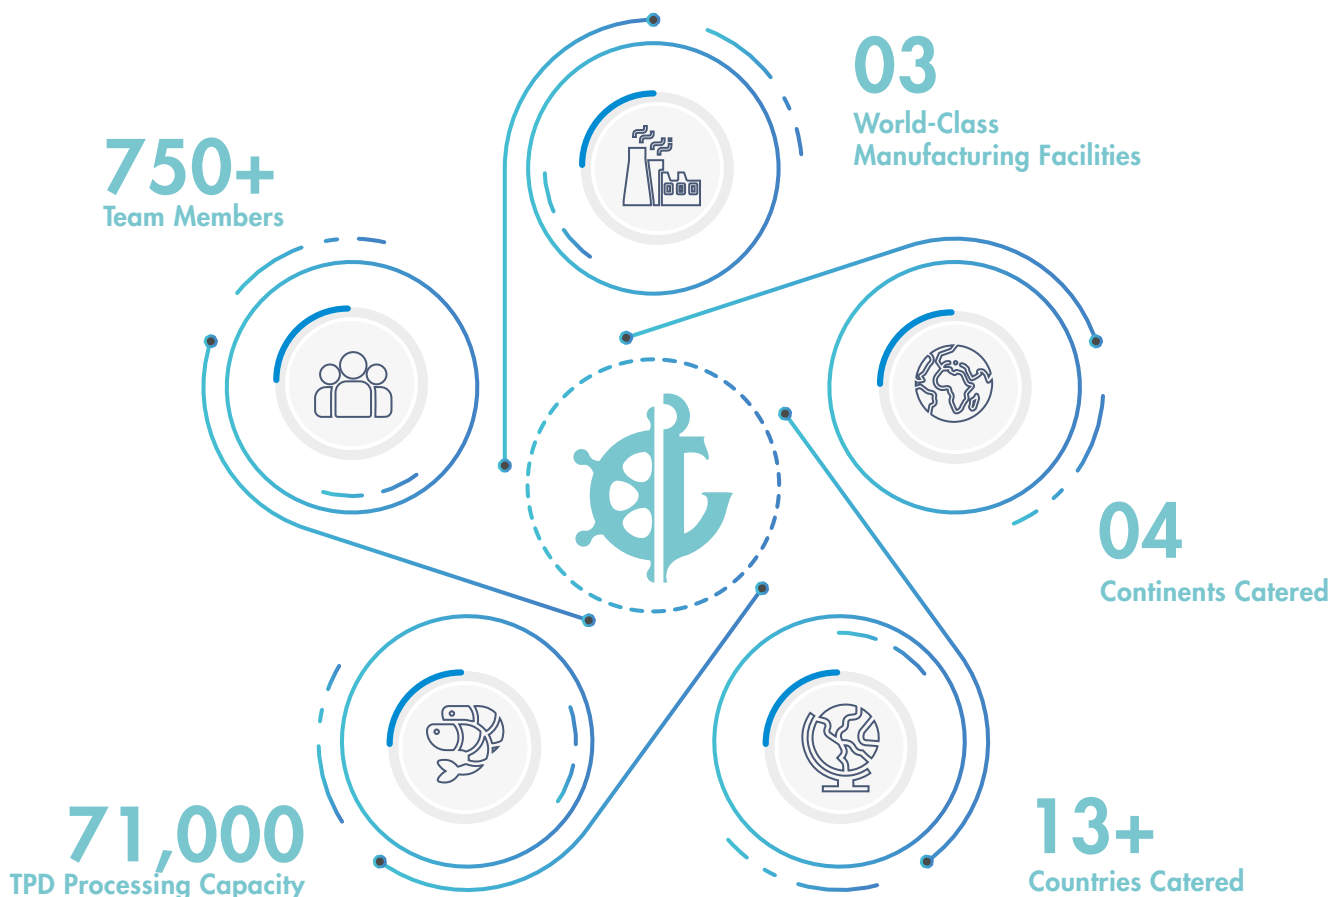 03
World-Class
Manufacturing Facilities
750+
Team Members
04
Continents Catered
71,000
TPD Processing Capacity
13+
Countries Catered